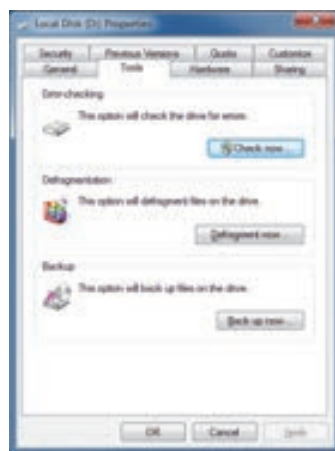 Local Disk (D:) Properties
Security Previous Versions Quota Customize
General Tools Hardware Sharing
Error-checking
This option will check the drive for errors.
Check now...
Defragmentation
This option will defragment files on the drive.
Defragment now...
Backup
This option will back up files on the drive.
Back up now...
OK Cancel Apply